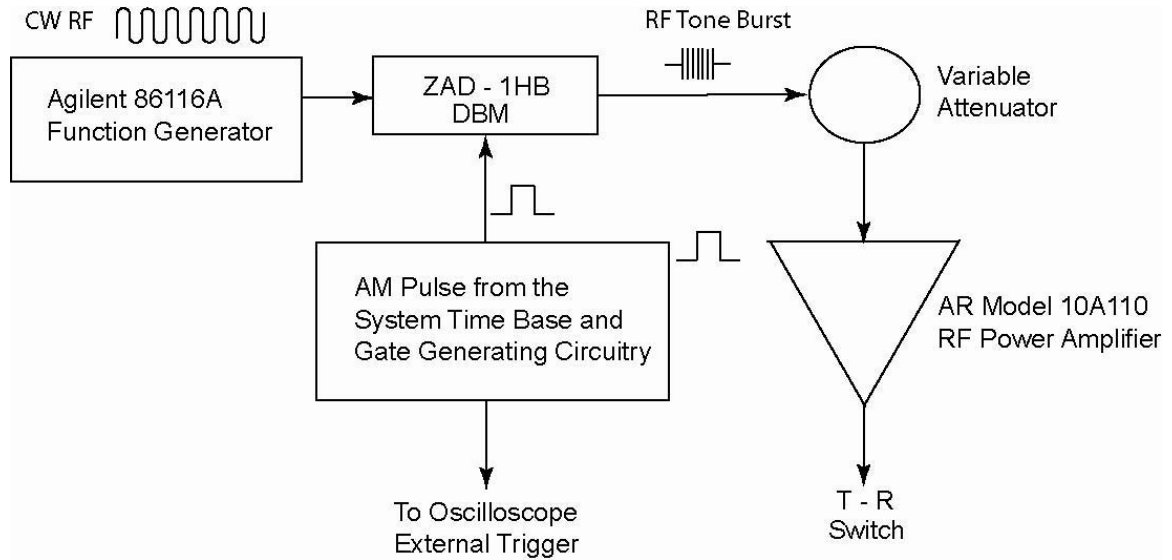 CW RF
RF Tone Burst
Agilent 86116A
Function Generator
ZAD - 1HB
DBM
Variable
Attenuator
AM Pulse from the
System Time Base and
Gate Generating Circuitry
AR Model 10A110
RF Power Amplifier
To Oscilloscope
External Trigger
T - R
Switch